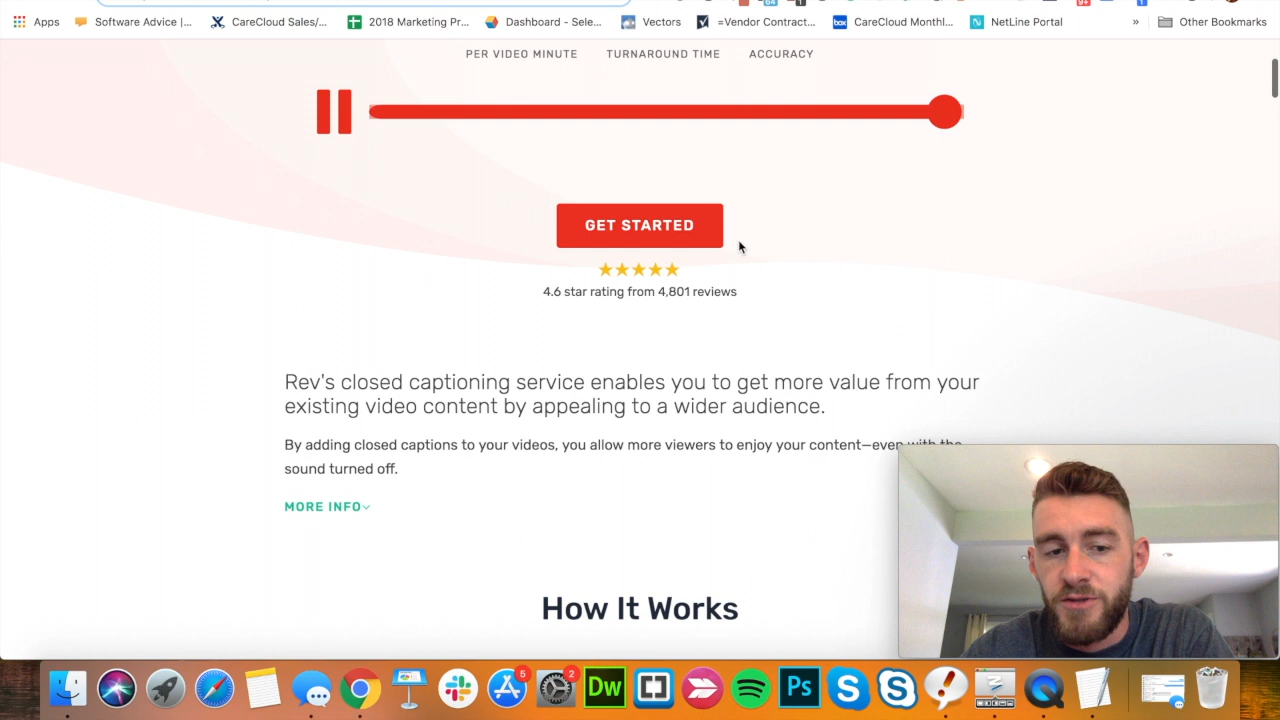 Apps Software Advice |... CareCloud Sales/... 2018 Marketing Pr... Dashboard - Sele... Vectors =Vendor Contract... CareCloud Monthl... NetLine Portal » Other Bookmarks
PER VIDEO MINUTE TURNAROUND TIME ACCURACY
GET STARTED
4.6 star rating from 4,801 reviews
Rev's closed captioning service enables you to get more value from your
existing video content by appealing to a wider audience.
By adding closed captions to your videos, you allow more viewers to enjoy your content—even with the
sound turned off.
MORE INFO
How It Works
5 2 Dw Ps